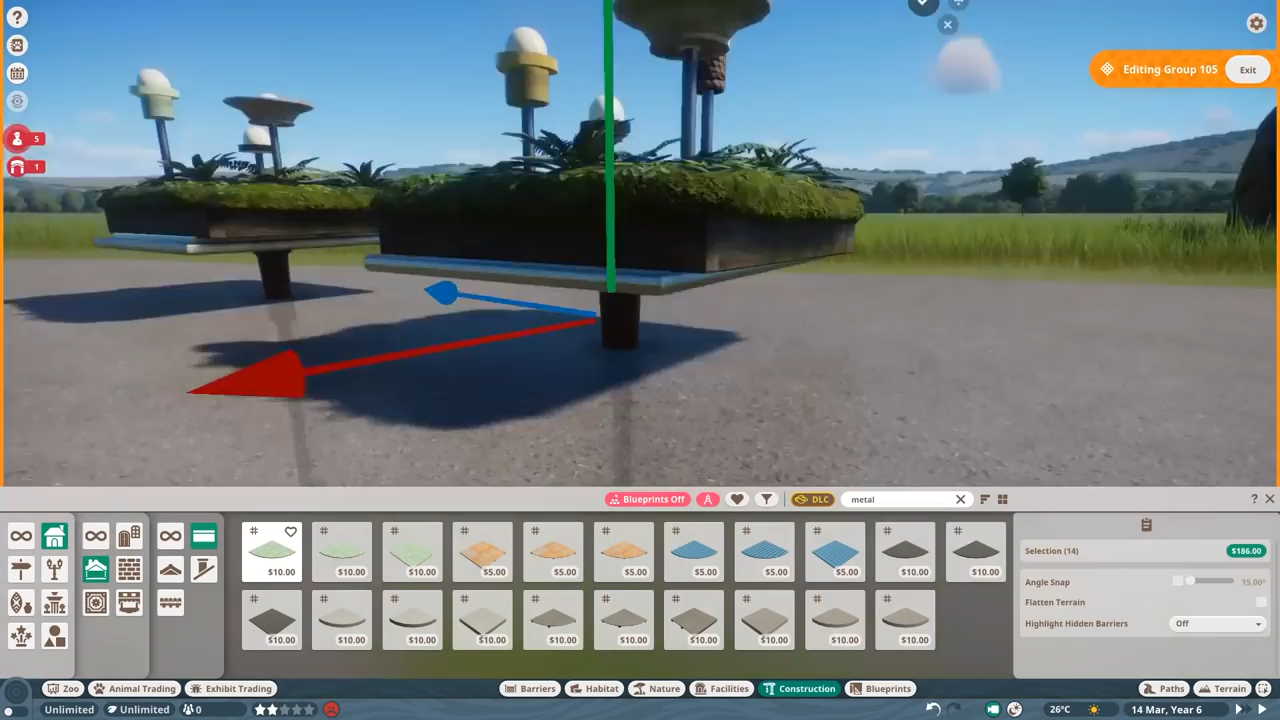 ?
Editing Group 105
Exit
5
1
Blueprints Off
DLC
metal
?
$10.00
$10.00
$10.00
$5.00
$5.00
$5.00
$5.00
$5.00
$5.00
$10.00
$10.00
$10.00
$10.00
$10.00
$10.00
$10.00
$10.00
$10.00
$10.00
$10.00
$10.00
Selection (14)
$186.00
Angle Snap
15.00°
Flatten Terrain
Highlight Hidden Barriers
Off
Zoo
Animal Trading
Exhibit Trading
Barriers
Habitat
Nature
Facilities
Construction
Blueprints
Paths
Terrain
Unlimited
Unlimited
0
26°C
14 Mar, Year 6